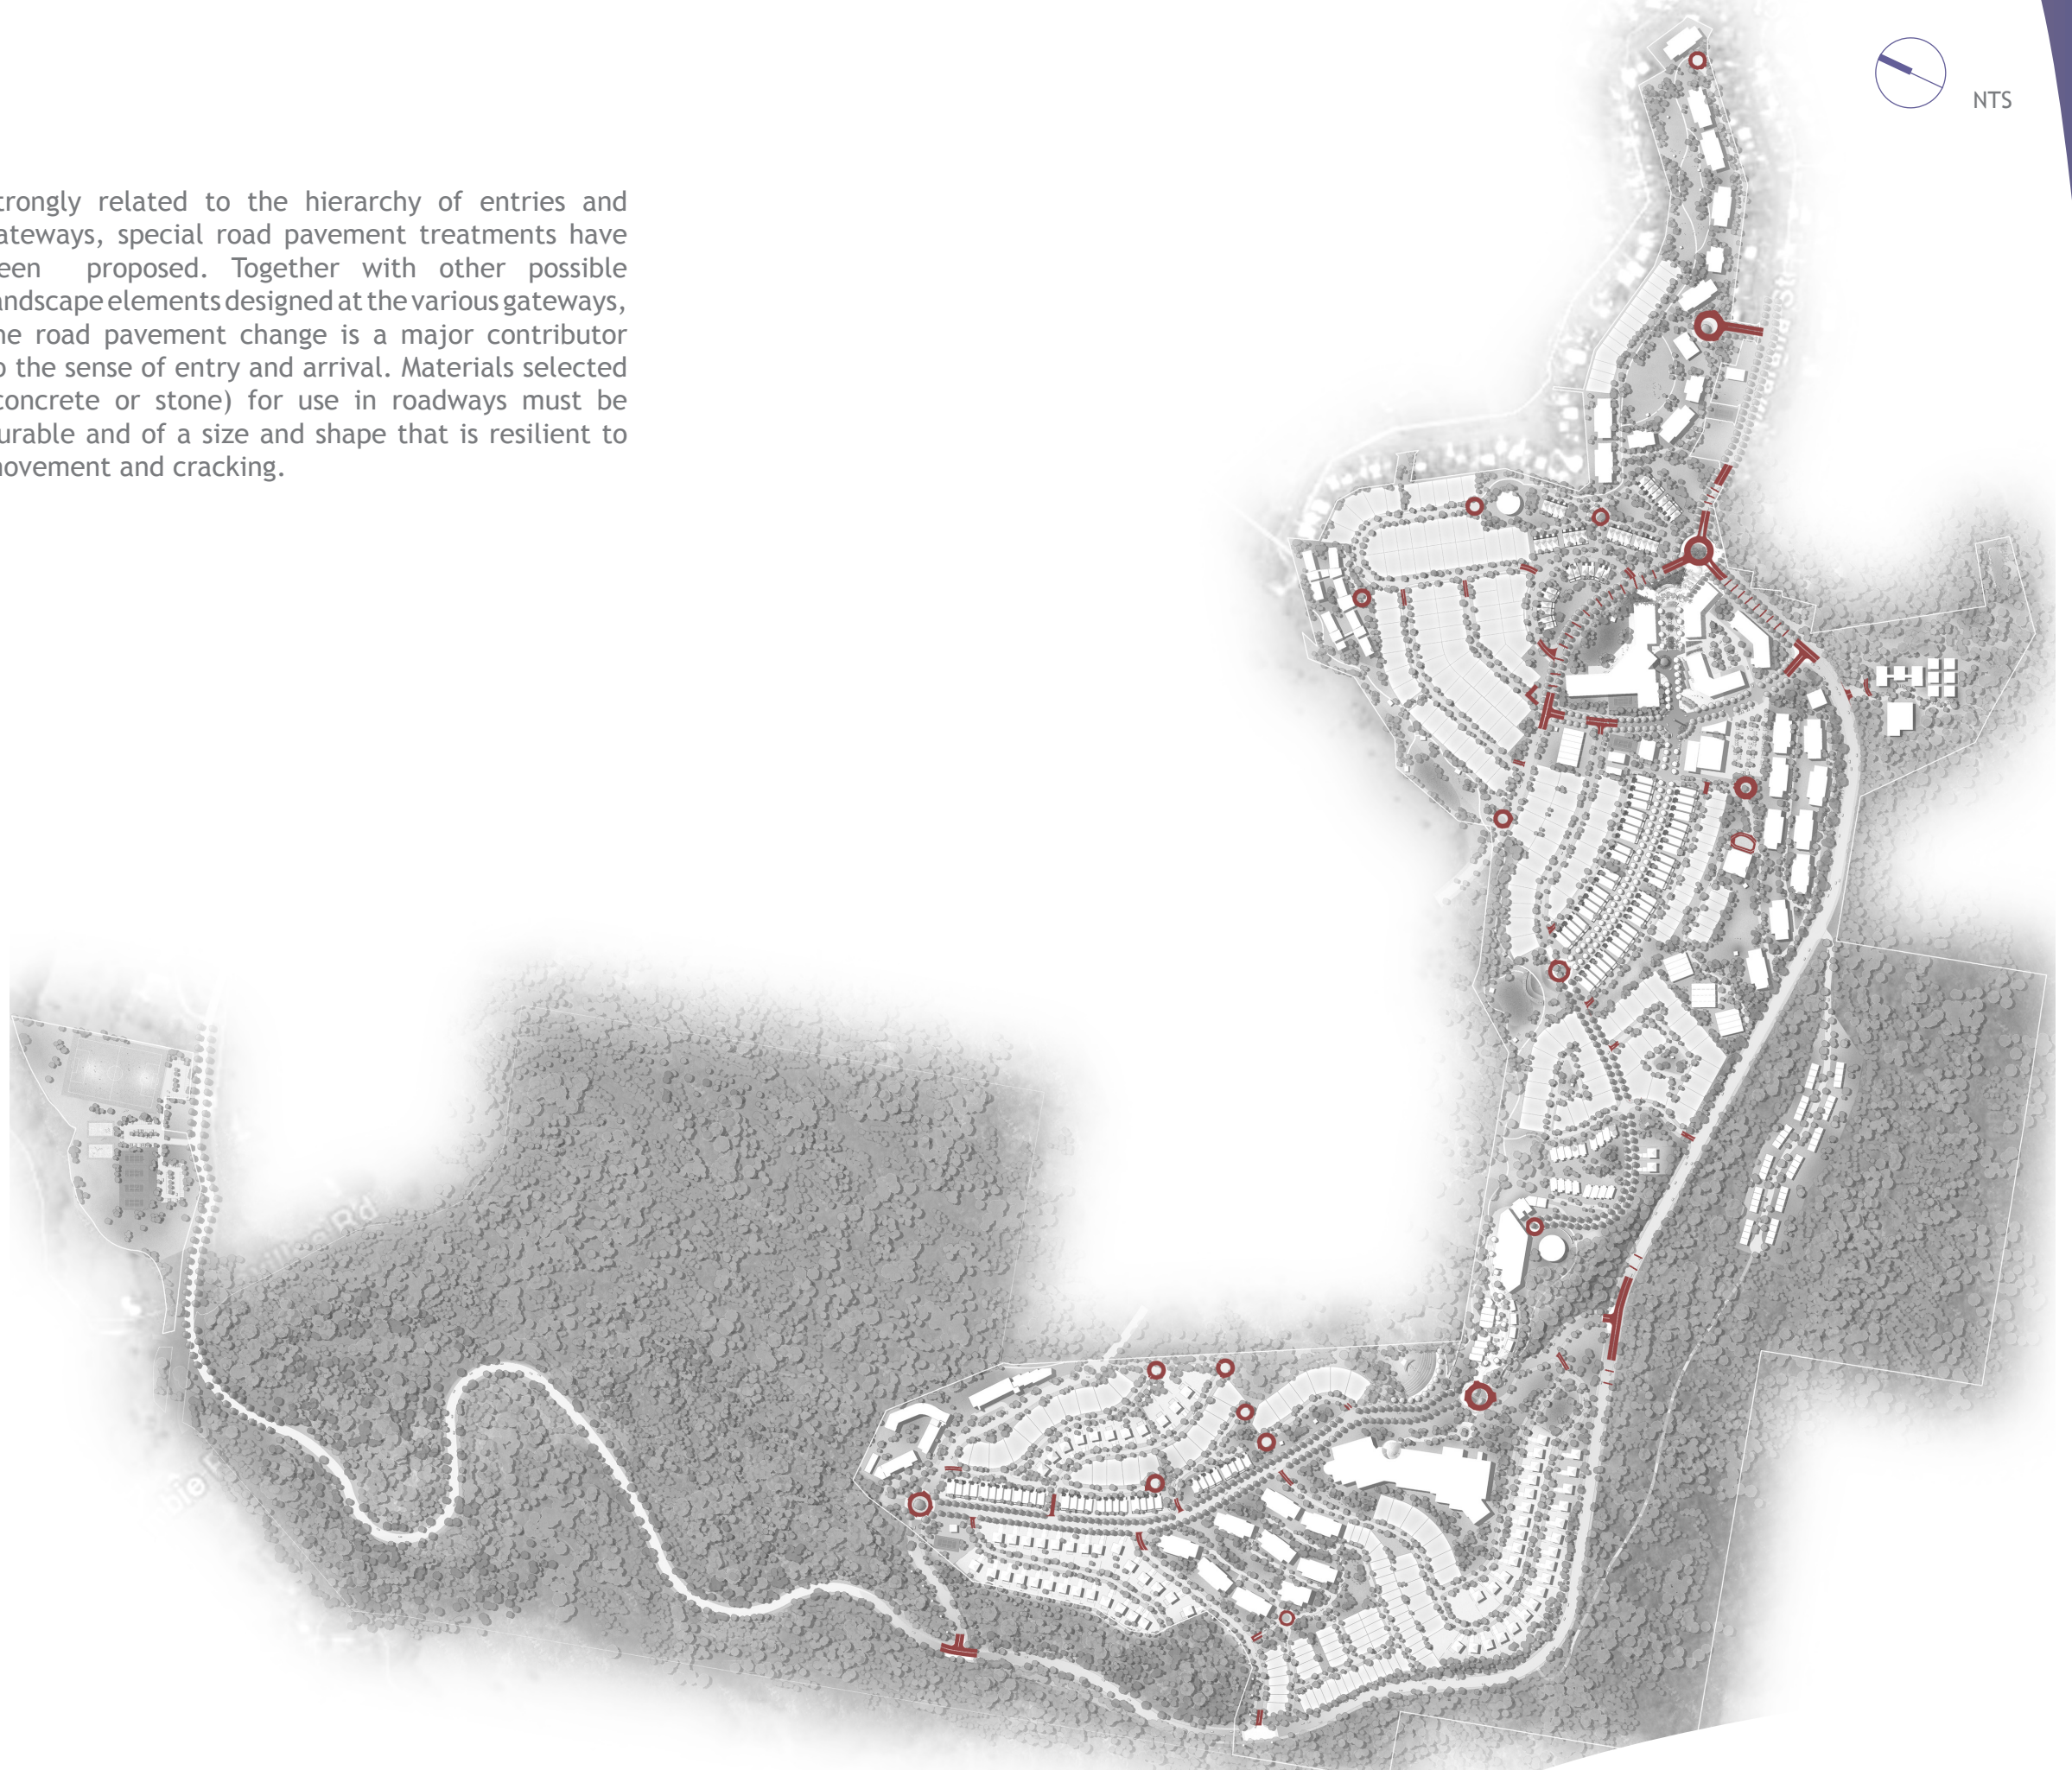 NTS
trongly related to the hierarchy of entries and
ateways, special road pavement treatments have
een proposed. Together with other possible
andscape elements designed at the various gateways,
he road pavement change is a major contributor
o the sense of entry and arrival. Materials selected
concrete or stone) for use in roadways must be
urable and of a size and shape that is resilient to
ovement and cracking.
Rd